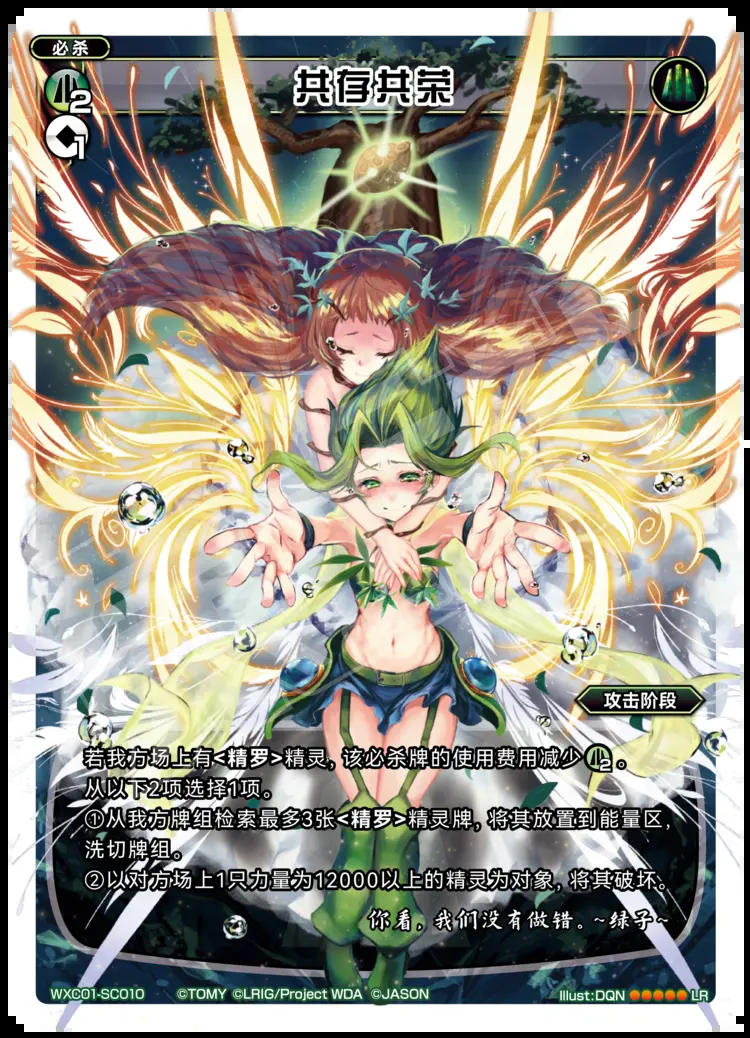 必杀
共存共荣
2
1
攻击阶段
若我方场上有<精罗>精灵，该必杀牌的使用费用减少2。
从以下2项选择1项。
①从我方牌组检索最多3张<精罗>精灵牌，将其放置到能量区，
洗切牌组。
②以对方场上1只力量为12000以上的精灵为对象，将其破坏。
你看，我们没有做错。~绿子~
WXC01-SC010 ©TOMY ©LRIG/Project WDA ©JASON Illust:DQN LR